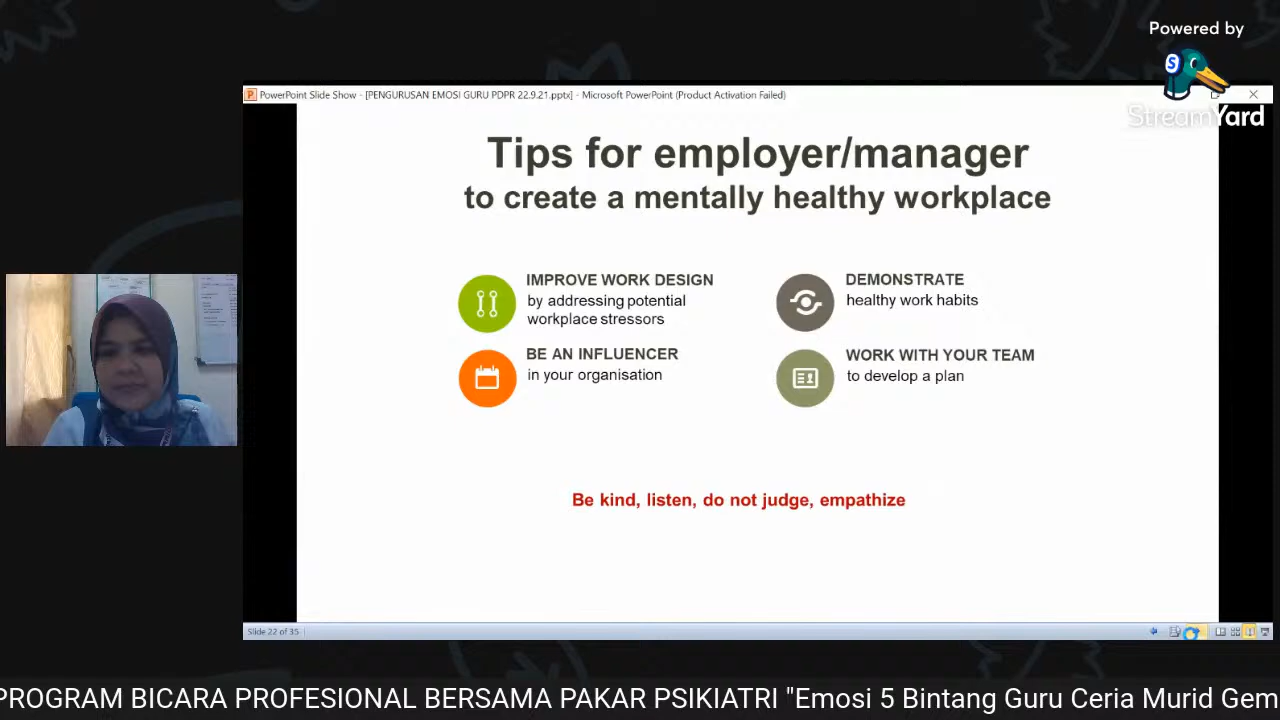 Powered by
StreamYard
PowerPoint Slide Show - [PENGURUSAN EMOSI GURU PDPR 22.9.21.pptx] - Microsoft PowerPoint (Product Activation Failed)
Tips for employer/manager
to create a mentally healthy workplace
IMPROVE WORK DESIGN
by addressing potential
workplace stressors
DEMONSTRATE
healthy work habits
BE AN INFLUENCER
in your organisation
WORK WITH YOUR TEAM
to develop a plan
Be kind, listen, do not judge, empathize
Slide 22 of 35
PROGRAM BICARA PROFESIONAL BERSAMA PAKAR PSIKIATRI "Emosi 5 Bintang Guru Ceria Murid Gem